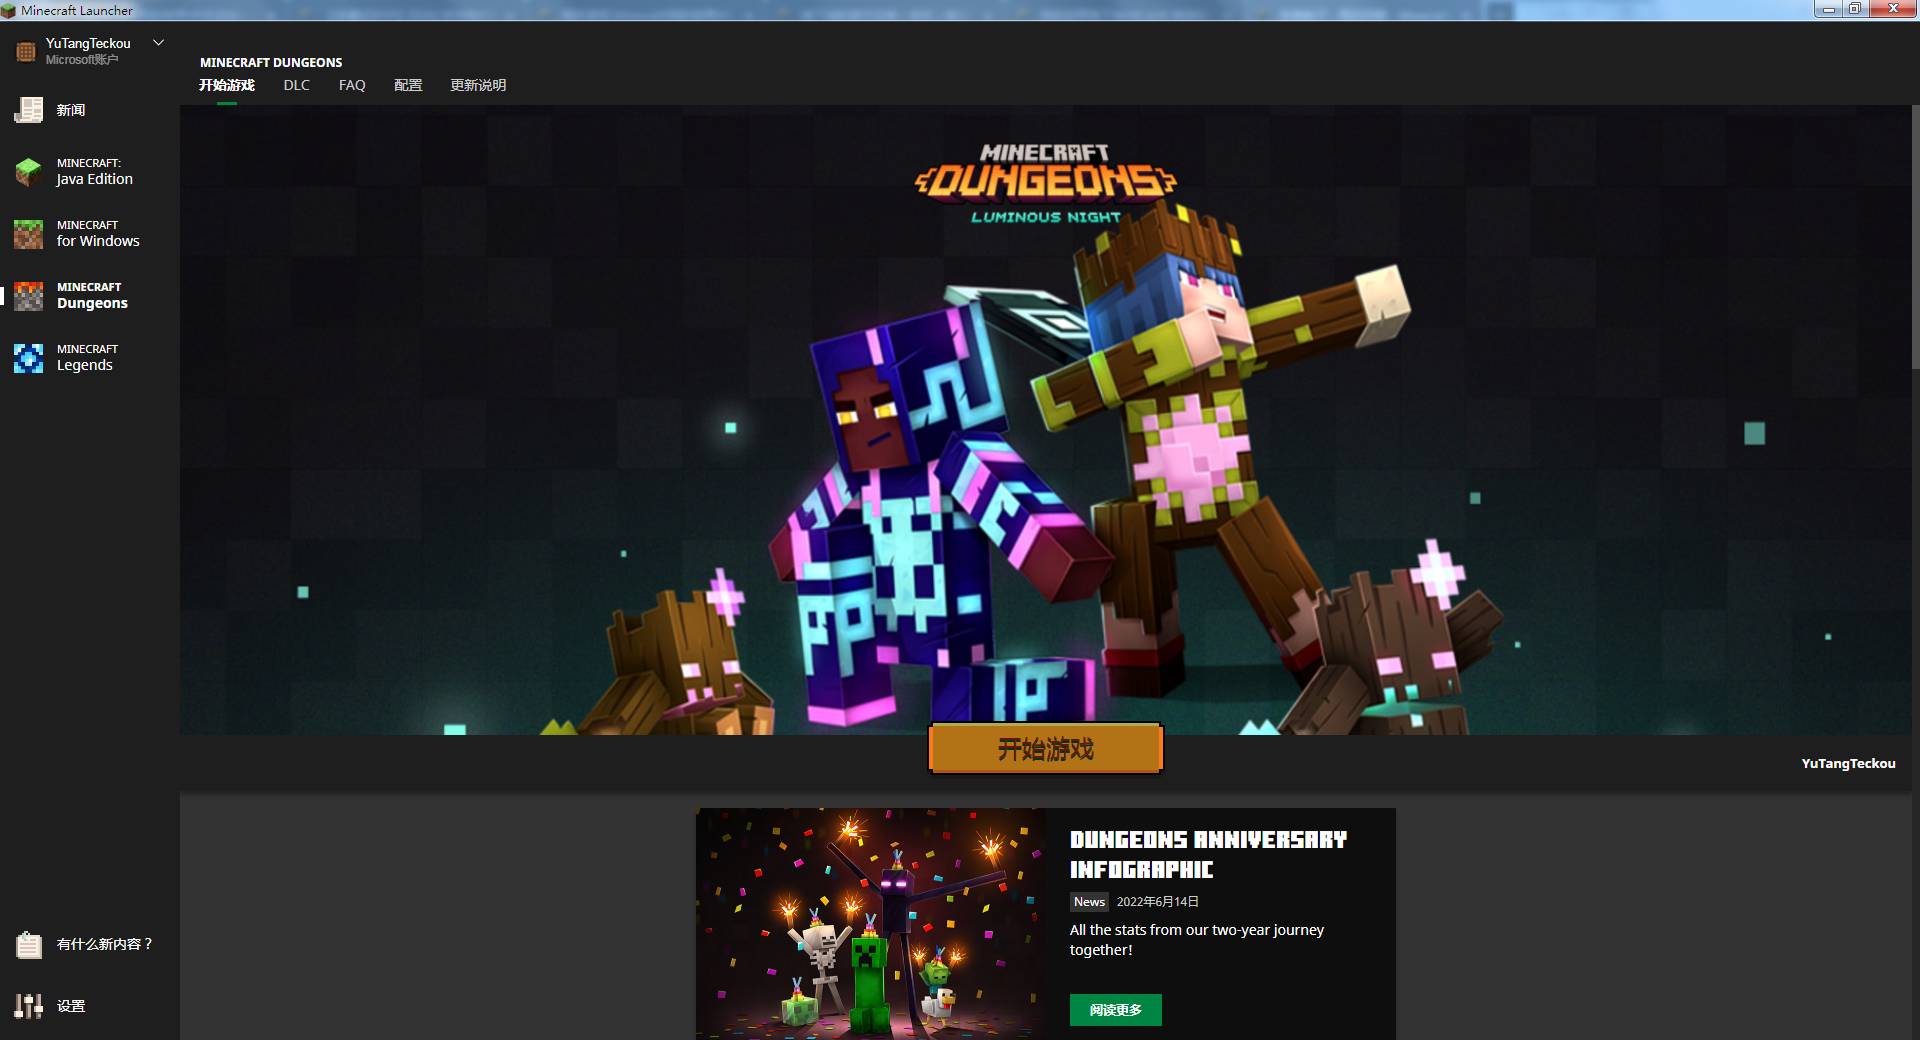 Minecraft Launcher
YuTangTeckou
Microsoft账户
新闻
MINECRAFT:
Java Edition
MINECRAFT
for Windows
MINECRAFT
Dungeons
MINECRAFT
Legends
有什么新内容？
设置
MINECRAFT DUNGEONS
开始游戏 DLC FAQ 配置 更新说明
MINECRAFT
DUNGEONS
LUMINOUS NIGHT
开始游戏
YuTangTeckou
DUNGEONS ANNIVERSARY
INFOGRAPHIC
News 2022年6月14日
All the stats from our two-year journey
together!
阅读更多